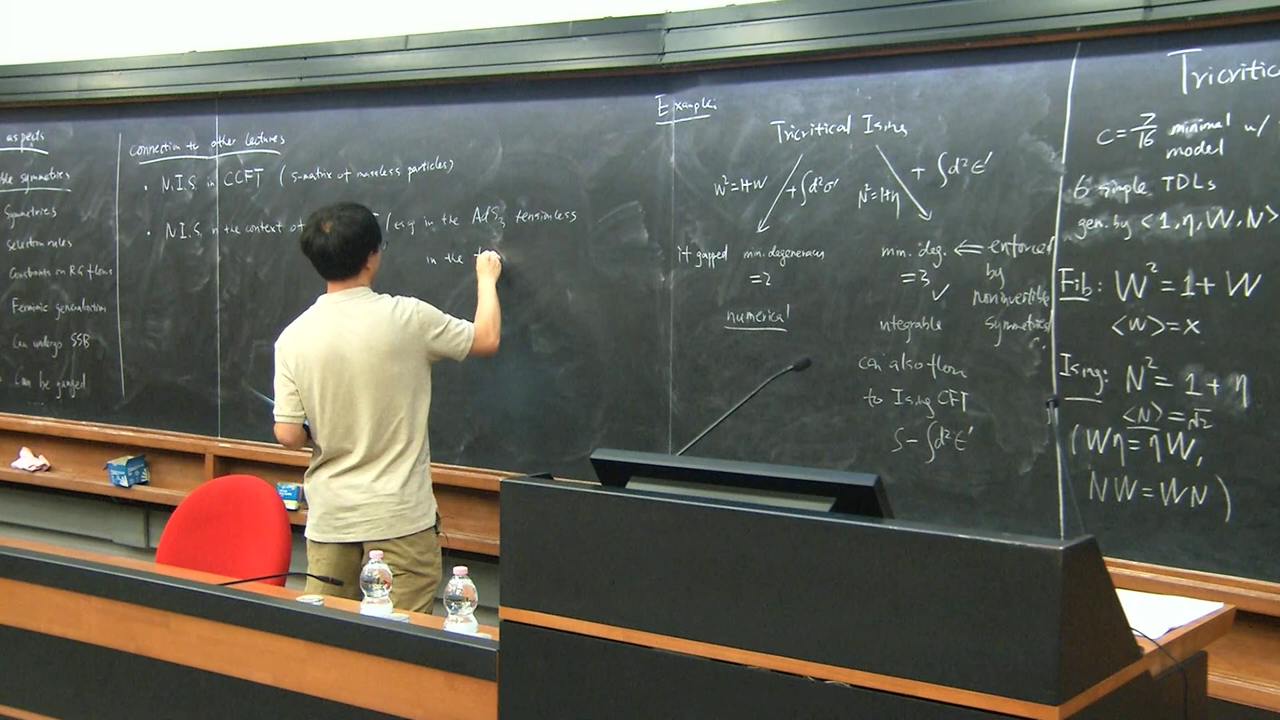 aspects
ble symmetries
Symmetries
Selection rules
Constraints on RG flows
Fermionic generalization
Can undergo SSB
Can be gauged
connection to other lectures
• N.I.S. in CCFT (S-matrix of massless particles)
• N.I.S. in the context of (e.g. in the AdS3 tensionless
in the
Example:
Tricritical Ising
W²=1+W
+∫d²σ'
N²=1+η
+ ∫d²ε'
if gapped min. degeneracy
=2
numerical
min. deg. ⇐ enforced
=3 by
✓ noninvertible
integrable symmetries
can also flow
to Ising CFT
S-∫d²ε'
Tricritic
c=7/16 minimal w/
model
6 simple TDLs
gen. by <1, η, W, N>
Fib: W²=1+W
<W>=x
Ising: N²=1+η
<N>=√2
(Wη=ηW,
NW=WN)